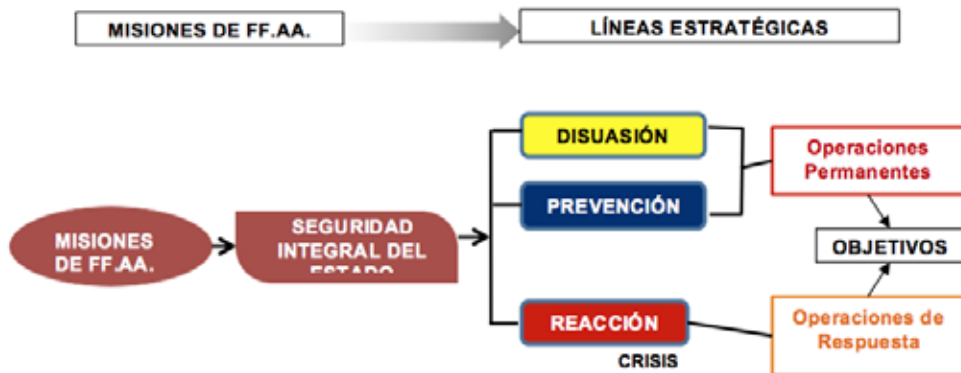 MISIONES DE FF.AA.
LÍNEAS ESTRATÉGICAS
DISUASIÓN
PREVENCIÓN
Operaciones
Permanentes
MISIONES
DE FF.AA.
SEGURIDAD
INTEGRAL DEL
ESTADO
OBJETIVOS
REACCIÓN
CRISIS
Operaciones de
Respuesta